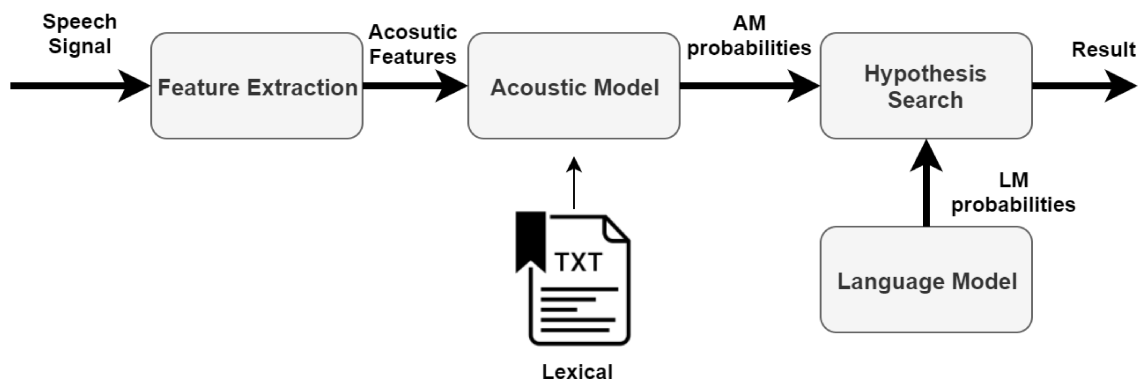 Speech
Signal
Feature Extraction
Acosutic
Features
Acoustic Model
AM
probabilities
Hypothesis
Search
Result
LM
probabilities
Language Model
TXT
Lexical